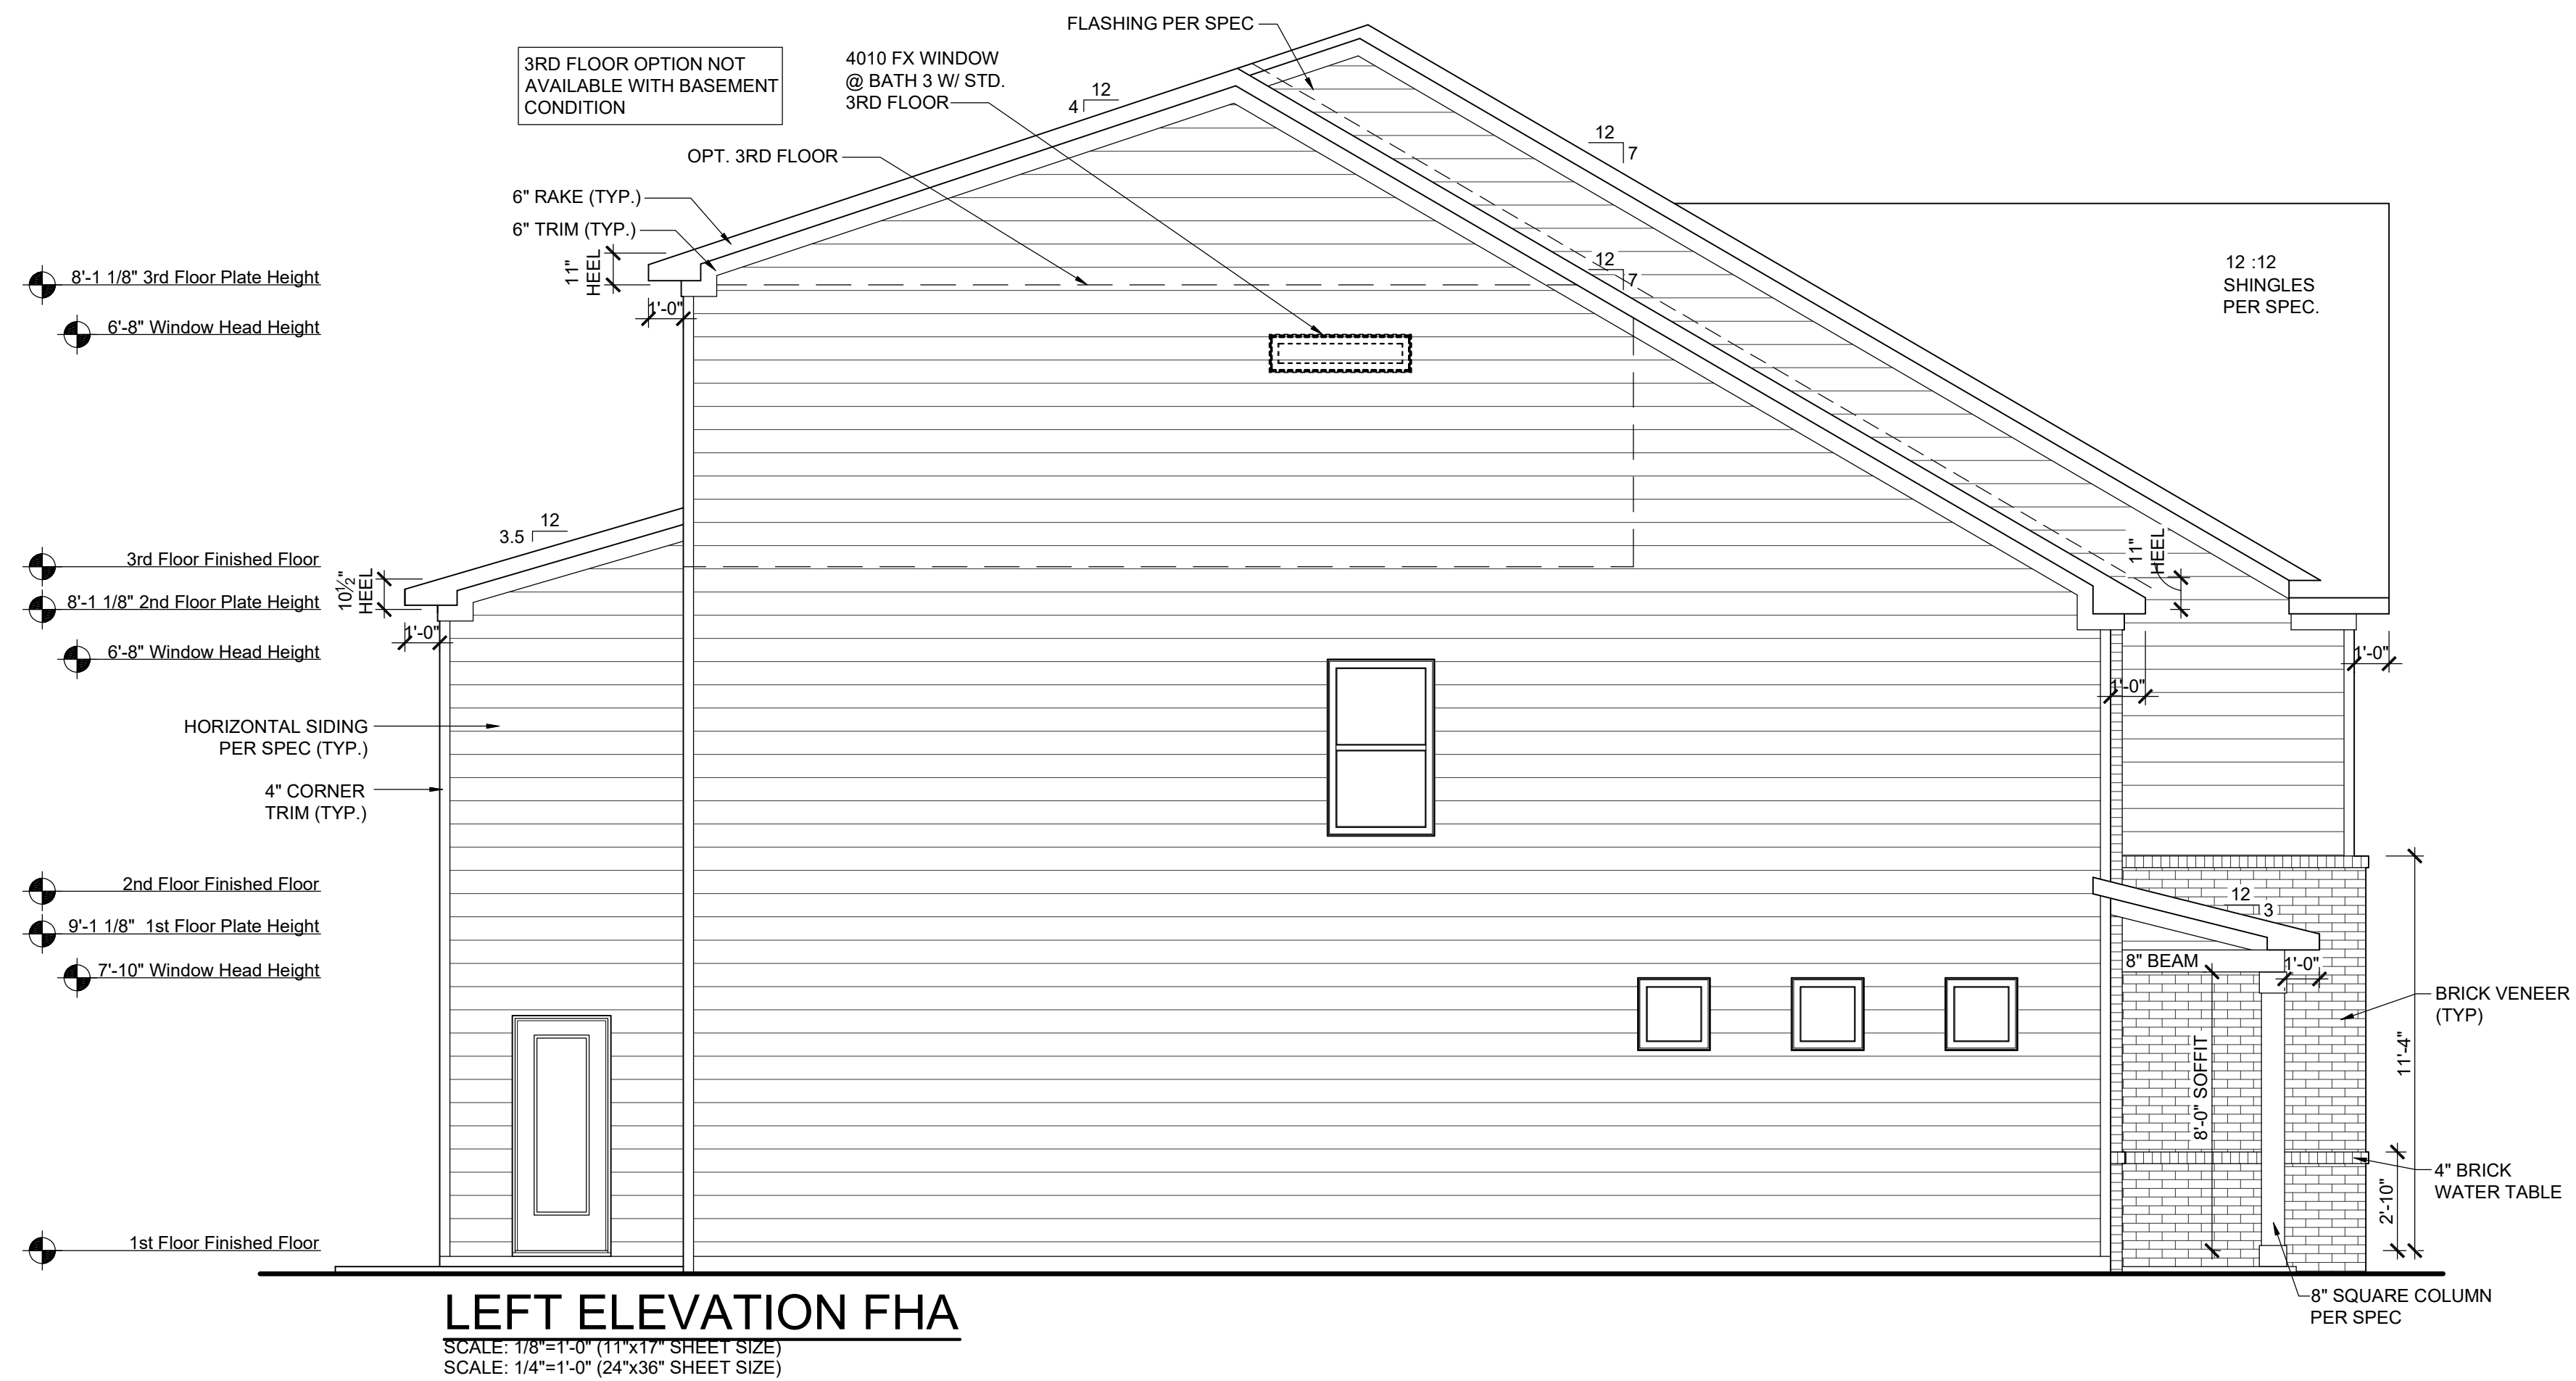 FLASHING PER SPEC
3RD FLOOR OPTION NOT
AVAILABLE WITH BASEMENT
CONDITION
4010 FX WINDOW
@ BATH 3 W/ STD.
3RD FLOOR
12
4
12
7
OPT. 3RD FLOOR
6" RAKE (TYP.)
6" TRIM (TYP.)
11"
HEEL
1'-0"
12
7
12 :12
SHINGLES
PER SPEC.
8'-1 1/8" 3rd Floor Plate Height
6'-8" Window Head Height
12
3.5
3rd Floor Finished Floor
10½"
HEEL
8'-1 1/8" 2nd Floor Plate Height
1'-0"
6'-8" Window Head Height
11"
HEEL
1'-0"
1'-0"
HORIZONTAL SIDING
PER SPEC (TYP.)
4" CORNER
TRIM (TYP.)
2nd Floor Finished Floor
9'-1 1/8" 1st Floor Plate Height
7'-10" Window Head Height
12
3
8" BEAM
1'-0"
BRICK VENEER
(TYP)
11'-4"
8'-0" SOFFIT
4" BRICK
WATER TABLE
2'-10"
1st Floor Finished Floor
8" SQUARE COLUMN
PER SPEC
LEFT ELEVATION FHA
SCALE: 1/8"=1'-0" (11"x17" SHEET SIZE)
SCALE: 1/4"=1'-0" (24"x36" SHEET SIZE)